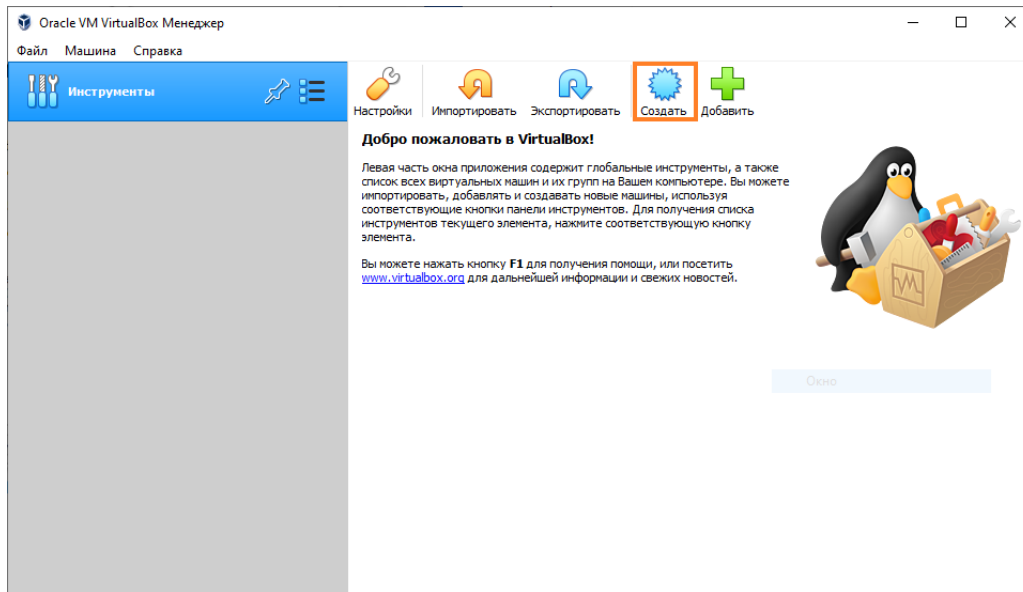 Oracle VM VirtualBox Менеджер
Файл Машина Справка
Инструменты
Настройки Импортировать Экспортировать Создать Добавить
Добро пожаловать в VirtualBox!
Левая часть окна приложения содержит глобальные инструменты, а также
список всех виртуальных машин и их групп на Вашем компьютере. Вы можете
импортировать, добавлять и создавать новые машины, используя
соответствующие кнопки панели инструментов. Для получения списка
инструментов текущего элемента, нажмите соответствующую кнопку
элемента.
Вы можете нажать кнопку F1 для получения помощи, или посетить
www.virtualbox.org для дальнейшей информации и свежих новостей.
Окно